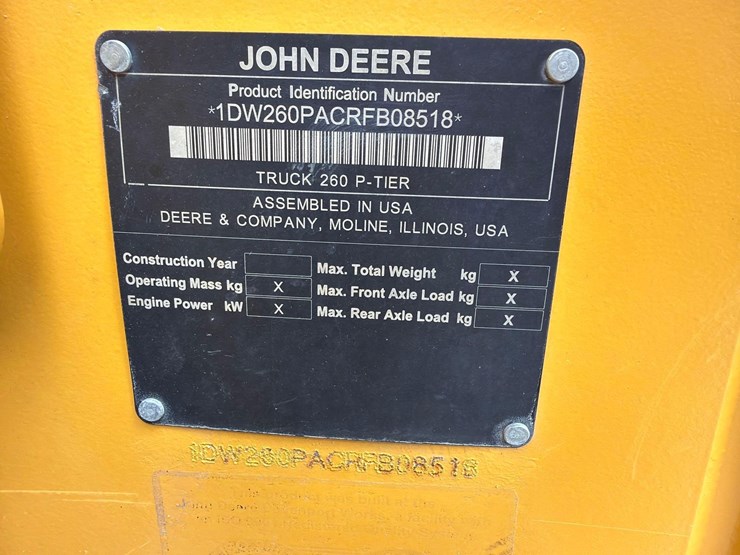 JOHN DEERE
Product Identification Number
*1DW260PACRFB08518*
TRUCK 260 P-TIER
ASSEMBLED IN USA
DEERE & COMPANY, MOLINE, ILLINOIS, USA
Construction Year
Max. Total Weight kg X
Operating Mass kg X
Max. Front Axle Load kg X
Engine Power kW X
Max. Rear Axle Load kg X
1DW260PACRFB08518